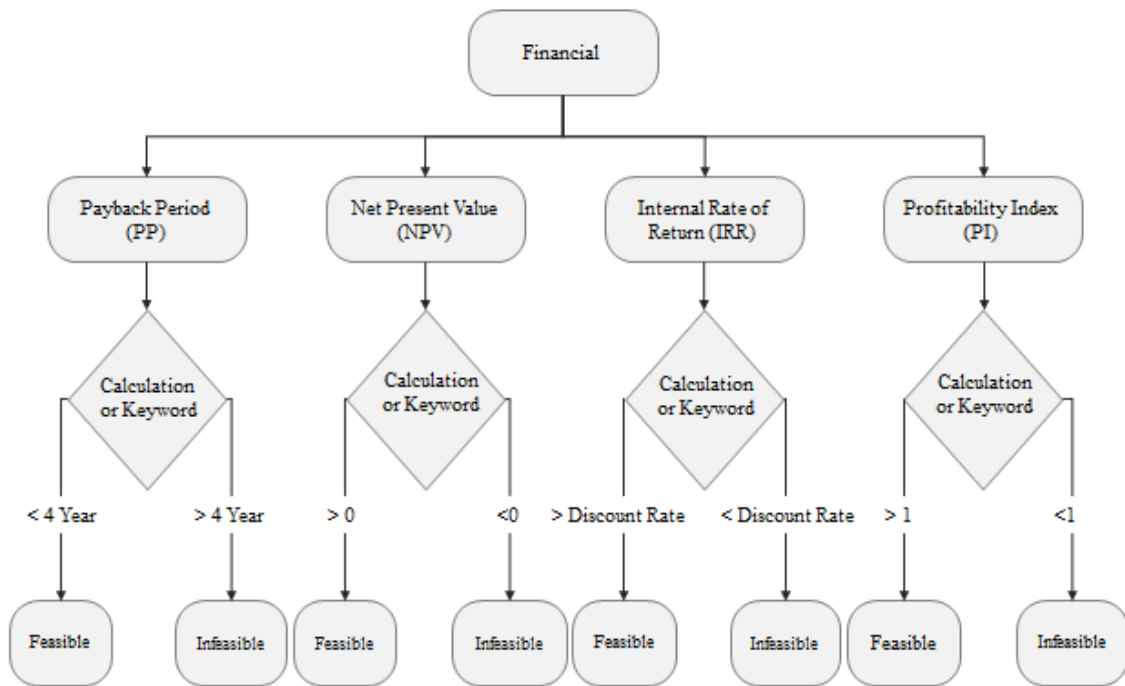 Financial
Payback Period
(PP)
Net Present Value
(NPV)
Internal Rate of
Return (IRR)
Profitability Index
(PI)
Calculation
or Keyword
Calculation
or Keyword
Calculation
or Keyword
Calculation
or Keyword
< 4 Year
> 4 Year
> 0
<0
> Discount Rate
< Discount Rate
> 1
<1
Feasible
Infeasible
Feasible
Infeasible
Feasible
Infeasible
Feasible
Infeasible